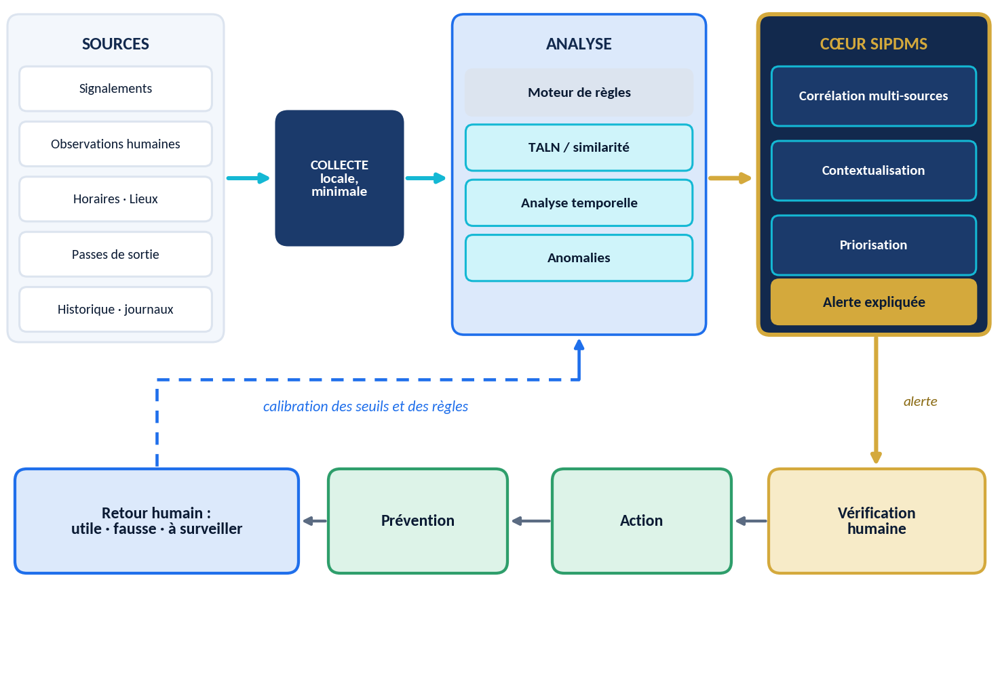 SOURCES
Signalements
Observations humaines
Horaires · Lieux
Passes de sortie
Historique · journaux
COLLECTE
locale,
minimale
ANALYSE
Moteur de règles
TALN / similarité
Analyse temporelle
Anomalies
CŒUR SIPDMS
Corrélation multi-sources
Contextualisation
Priorisation
Alerte expliquée
calibration des seuils et des règles
alerte
Retour humain :
utile · fausse · à surveiller
Prévention
Action
Vérification
humaine